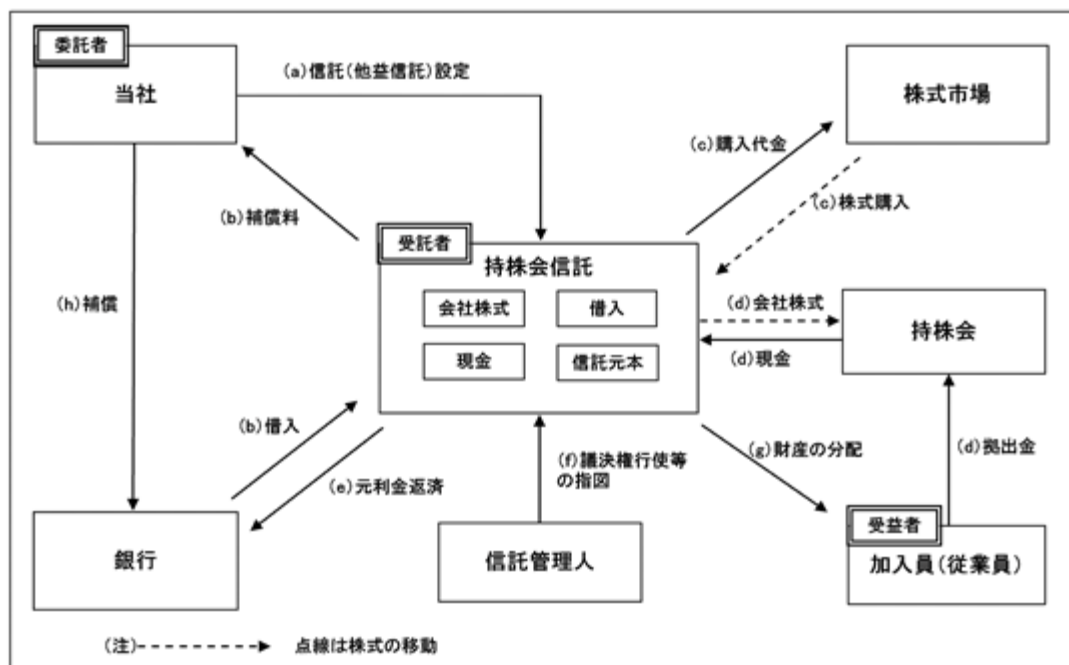 委託者
当社
(a)信託(他益信託)設定
株式市場
(c)購入代金
(c)株式購入
(b)補償料
受託者
持株会信託
会社株式
借入
現金
信託元本
(d)会社株式
(d)現金
持株会
(h)補償
(b)借入
(e)元利金返済
(f)議決権行使等
の指図
(g)財産の分配
(d)拠出金
銀行
信託管理人
受益者
加入員(従業員)
(注)
点線は株式の移動